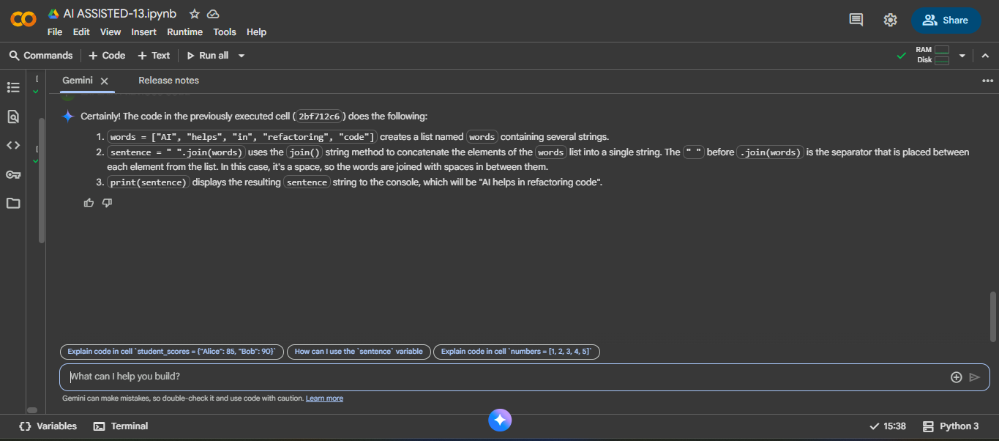 AI ASSISTED-13.ipynb
File Edit View Insert Runtime Tools Help
Share
Commands + Code + Text Run all
RAM
Disk
Gemini Release notes
Certainly! The code in the previously executed cell ( 2bf712c6 ) does the following:
1. words = ["AI", "helps", "in", "refactoring", "code"] creates a list named words containing several strings.
2. sentence = " ".join(words) uses the join() string method to concatenate the elements of the words list into a single string. The " " before .join(words) is the separator that is placed between
each element from the list. In this case, it's a space, so the words are joined with spaces in between them.
3. print(sentence) displays the resulting sentence string to the console, which will be "AI helps in refactoring code".
Explain code in cell `student_scores = {"Alice": 85, "Bob": 90}` How can I use the `sentence` variable Explain code in cell `numbers = [1, 2, 3, 4, 5]`
What can I help you build?
Gemini can make mistakes, so double-check it and use code with caution. Learn more
{} Variables Terminal 15:38 Python 3